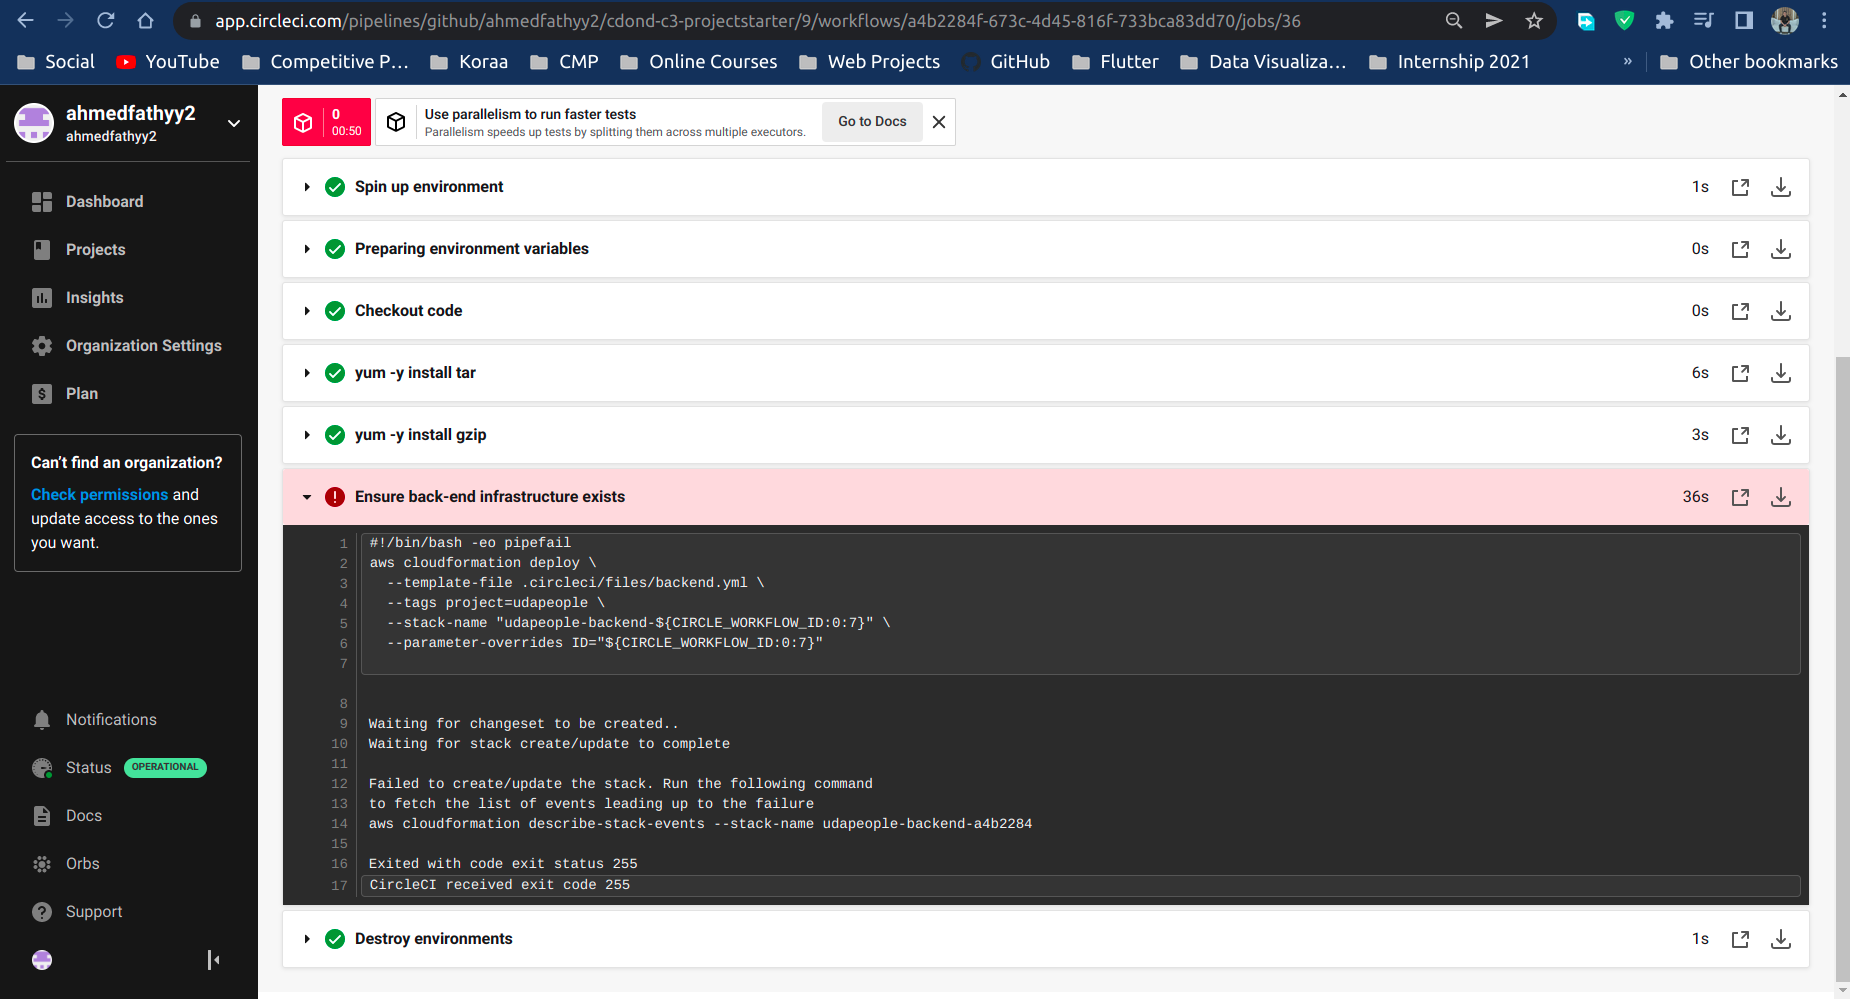 app.circleci.com/pipelines/github/ahmedfathyy2/cdond-c3-projectstarter/9/workflows/a4b2284f-673c-4d45-816f-733bca83dd70/jobs/36
Social YouTube Competitive P... Koraa CMP Online Courses Web Projects GitHub Flutter Data Visualiza... Internship 2021 » Other bookmarks
ahmedfathyy2
ahmedfathyy2
Dashboard
Projects
Insights
Organization Settings
Plan
Can't find an organization?
Check permissions and
update access to the ones
you want.
Notifications
Status OPERATIONAL
Docs
Orbs
Support
0
00:50
Use parallelism to run faster tests
Parallelism speeds up tests by splitting them across multiple executors.
Go to Docs
Spin up environment 1s
Preparing environment variables 0s
Checkout code 0s
yum -y install tar 6s
yum -y install gzip 3s
Ensure back-end infrastructure exists 36s
1 #!/bin/bash -eo pipefail
2 aws cloudformation deploy \
3 --template-file .circleci/files/backend.yml \
4 --tags project=udapeople \
5 --stack-name "udapeople-backend-${CIRCLE_WORKFLOW_ID:0:7}" \
6 --parameter-overrides ID="${CIRCLE_WORKFLOW_ID:0:7}"
7
8
9 Waiting for changeset to be created..
10 Waiting for stack create/update to complete
11
12 Failed to create/update the stack. Run the following command
13 to fetch the list of events leading up to the failure
14 aws cloudformation describe-stack-events --stack-name udapeople-backend-a4b2284
15
16 Exited with code exit status 255
17 CircleCI received exit code 255
Destroy environments 1s